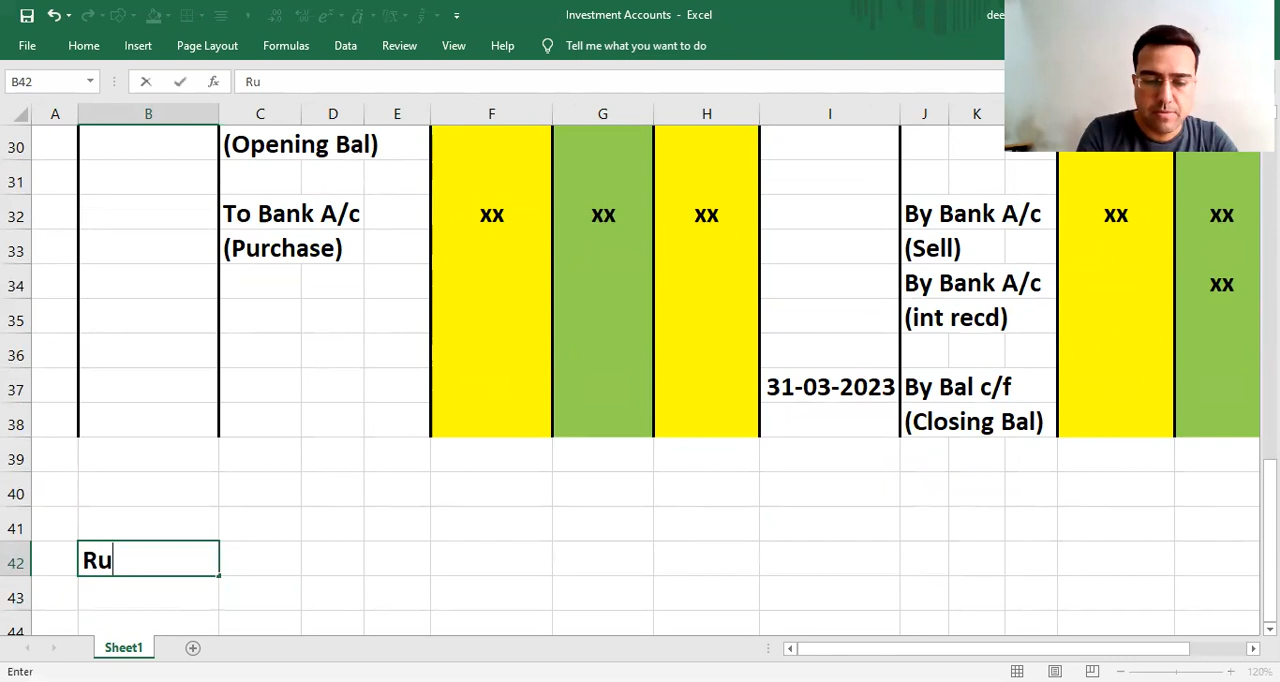 Investment Accounts - Excel
dee
File Home Insert Page Layout Formulas Data Review View Help Tell me what you want to do
B42 fx Ru
A B C D E F G H I J K
30 (Opening Bal)
31
32 To Bank A/c xx xx xx By Bank A/c xx xx
33 (Purchase) (Sell)
34 By Bank A/c xx
35 (int recd)
36
37 31-03-2023 By Bal c/f
38 (Closing Bal)
39
40
41
42 Ru
43
44
Sheet1
Enter 120%